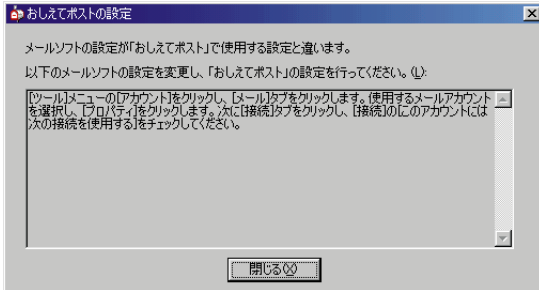 おしえてポストの設定
メールソフトの設定が「おしえてポスト」で使用する設定と違います。
以下のメールソフトの設定を変更し、「おしえてポスト」の設定を行ってください。(L):
[ツール]メニューの[アカウント]をクリックし、[メール]タブをクリックします。使用するメールアカウント
を選択し、[プロパティ]をクリックします。次に[接続]タブをクリックし、[接続]の[このアカウントには
次の接続を使用する]をチェックしてください。
閉じる(X)